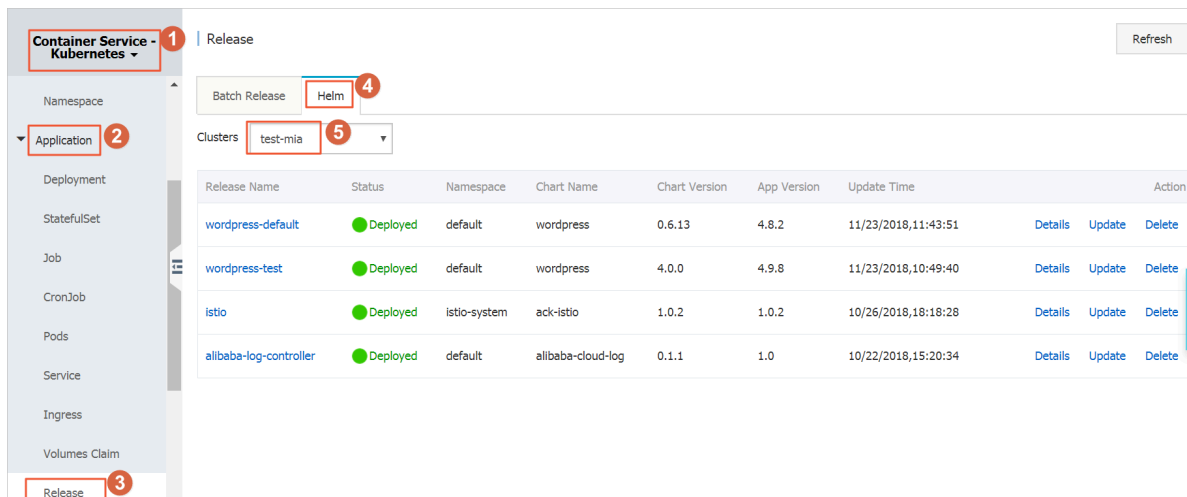 Container Service -
Kubernetes
1
Release
Refresh
Namespace
Application 2
Deployment
StatefulSet
Job
CronJob
Pods
Service
Ingress
Volumes Claim
Release 3
Batch Release Helm 4
Clusters test-mia 5
Release Name Status Namespace Chart Name Chart Version App Version Update Time Action
wordpress-default Deployed default wordpress 0.6.13 4.8.2 11/23/2018,11:43:51 Details Update Delete
wordpress-test Deployed default wordpress 4.0.0 4.9.8 11/23/2018,10:49:40 Details Update Delete
istio Deployed istio-system ack-istio 1.0.2 1.0.2 10/26/2018,18:18:28 Details Update Delete
alibaba-log-controller Deployed default alibaba-cloud-log 0.1.1 1.0 10/22/2018,15:20:34 Details Update Delete